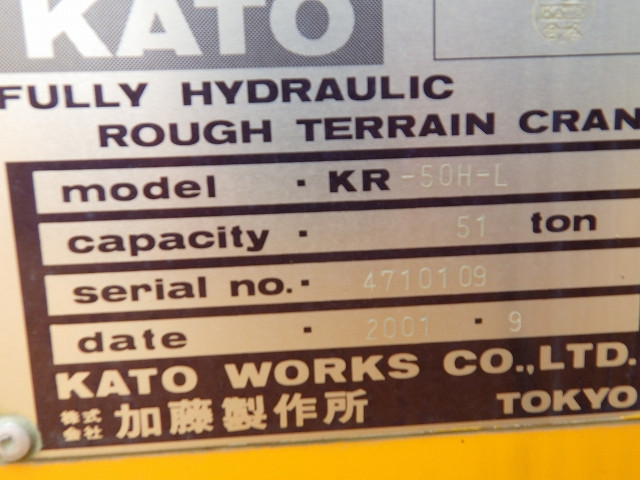 KATO
FULLY HYDRAULIC
ROUGH TERRAIN CRAN
model · KR-50H-L
capacity · 51 ton
serial no. · 4710109
date · 2001 · 9
KATO WORKS CO.,LTD.
株式会社 加藤製作所 TOKYO